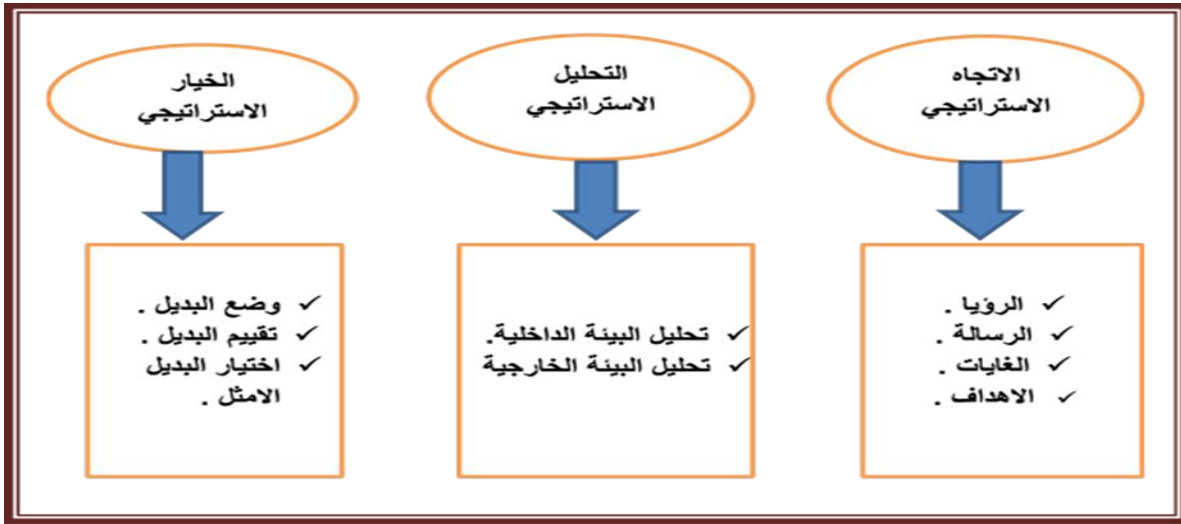 الاتجاه
الاستراتيجي
✓ الرؤيا .
✓ الرسالة .
✓ الغايات .
✓ الاهداف .
التحليل
الاستراتيجي
✓ تحليل البيئة الداخلية.
✓ تحليل البيئة الخارجية
الخيار
الاستراتيجي
✓ وضع البديل .
✓ تقييم البديل .
✓ اختيار البديل
الامثل .